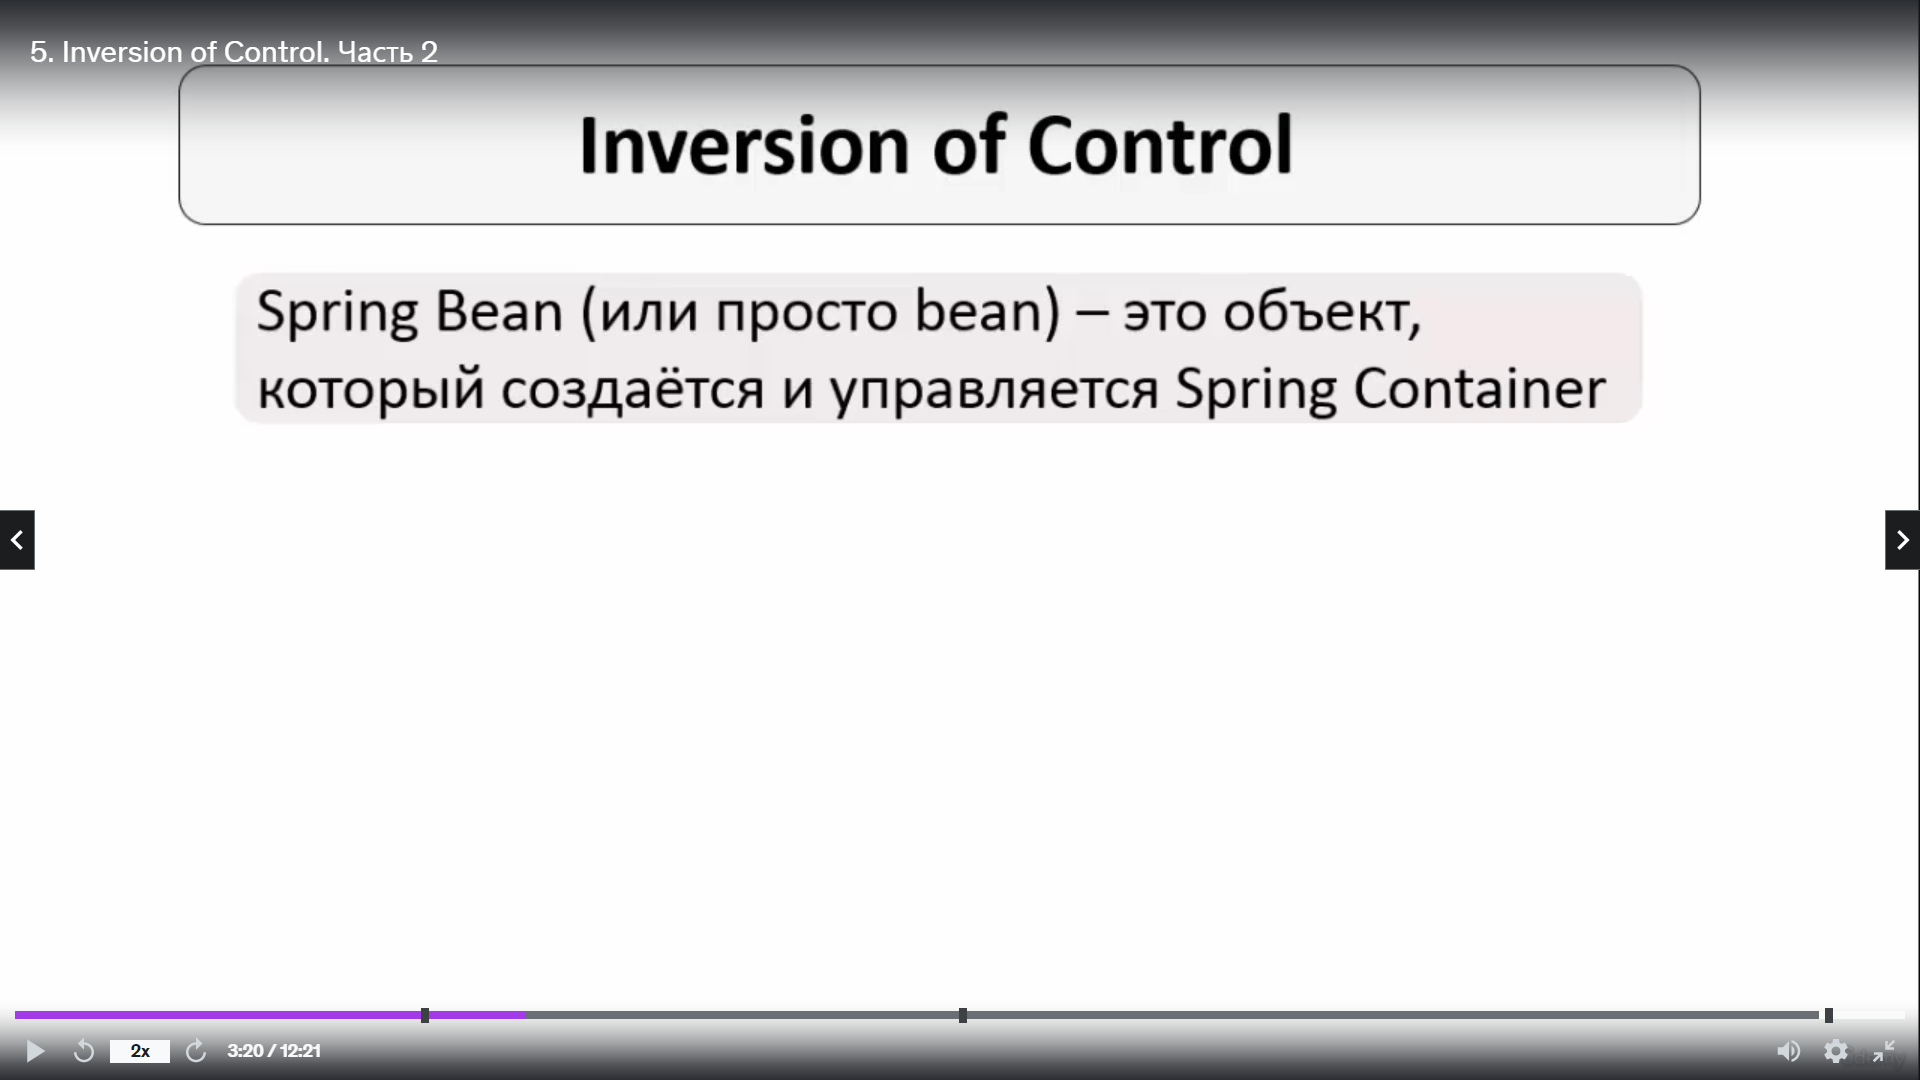 5. Inversion of Control. Часть 2
Inversion of Control
Spring Bean (или просто bean) – это объект,
который создаётся и управляется Spring Container
2x
3:20 / 12:21